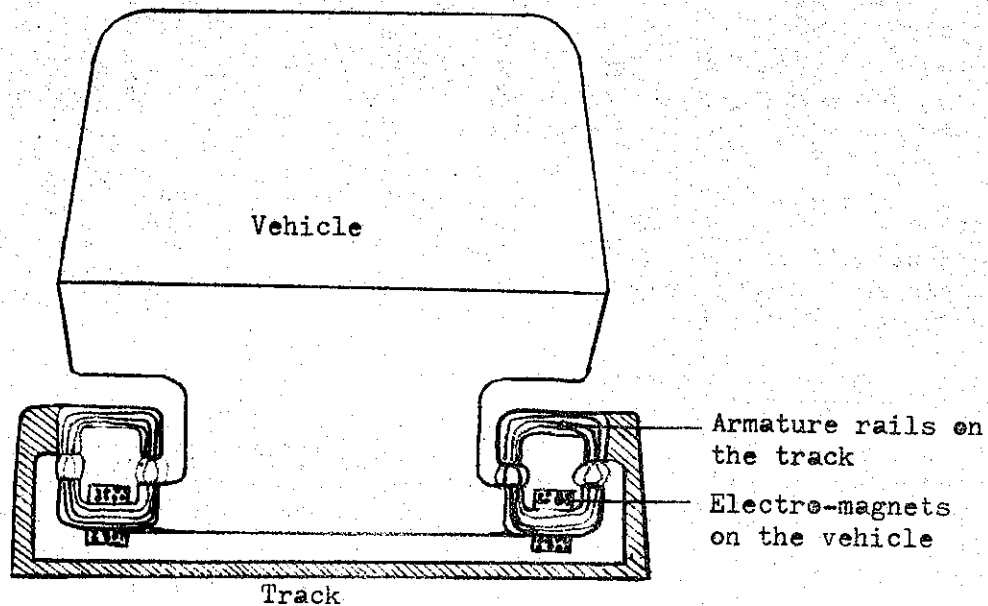 Vehicle
Armature rails on
the track
Electro-magnets
on the vehicle
Track